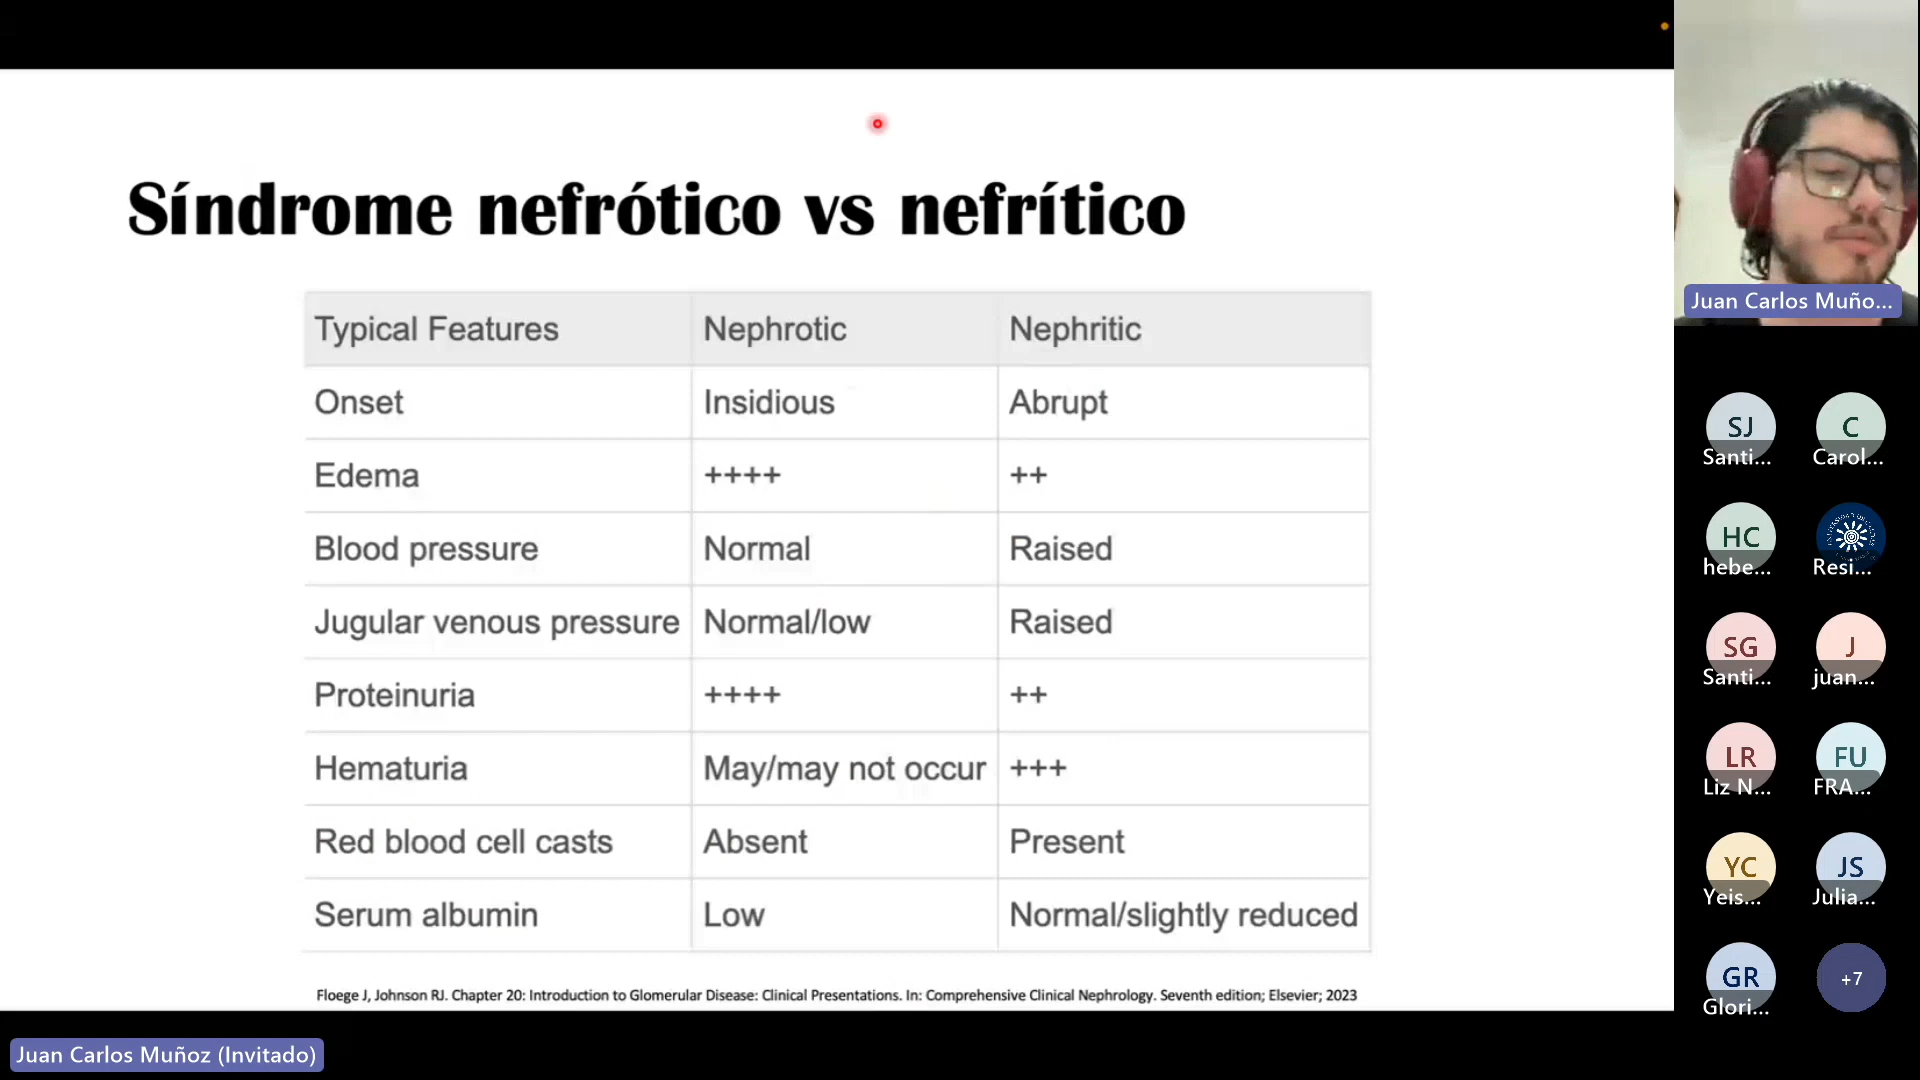 Síndrome nefrótico vs nefrítico
Typical Features Nephrotic Nephritic
Onset Insidious Abrupt
Edema ++++ ++
Blood pressure Normal Raised
Jugular venous pressure Normal/low Raised
Proteinuria ++++ ++
Hematuria May/may not occur +++
Red blood cell casts Absent Present
Serum albumin Low Normal/slightly reduced
Floege J, Johnson RJ. Chapter 20: Introduction to Glomerular Disease: Clinical Presentations. In: Comprehensive Clinical Nephrology. Seventh edition; Elsevier; 2023
Juan Carlos Muñoz (Invitado)
Juan Carlos Muño...
SJ C
Santi... Carol...
HC
hebe... Resi...
SG J
Santi... juan...
LR FU
Liz N... FRA...
YC JS
Yeis... Julia...
GR +7
Glori...